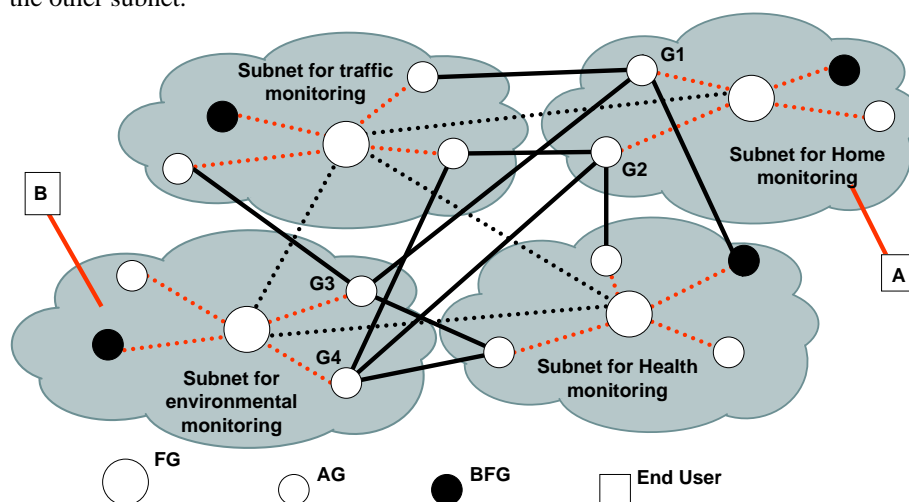 the other subnet.
G1
Subnet for traffic
monitoring
G2
Subnet for Home
monitoring
B
A
G3
G4
Subnet for
environmental
monitoring
Subnet for Health
monitoring
FG
AG
BFG
End User